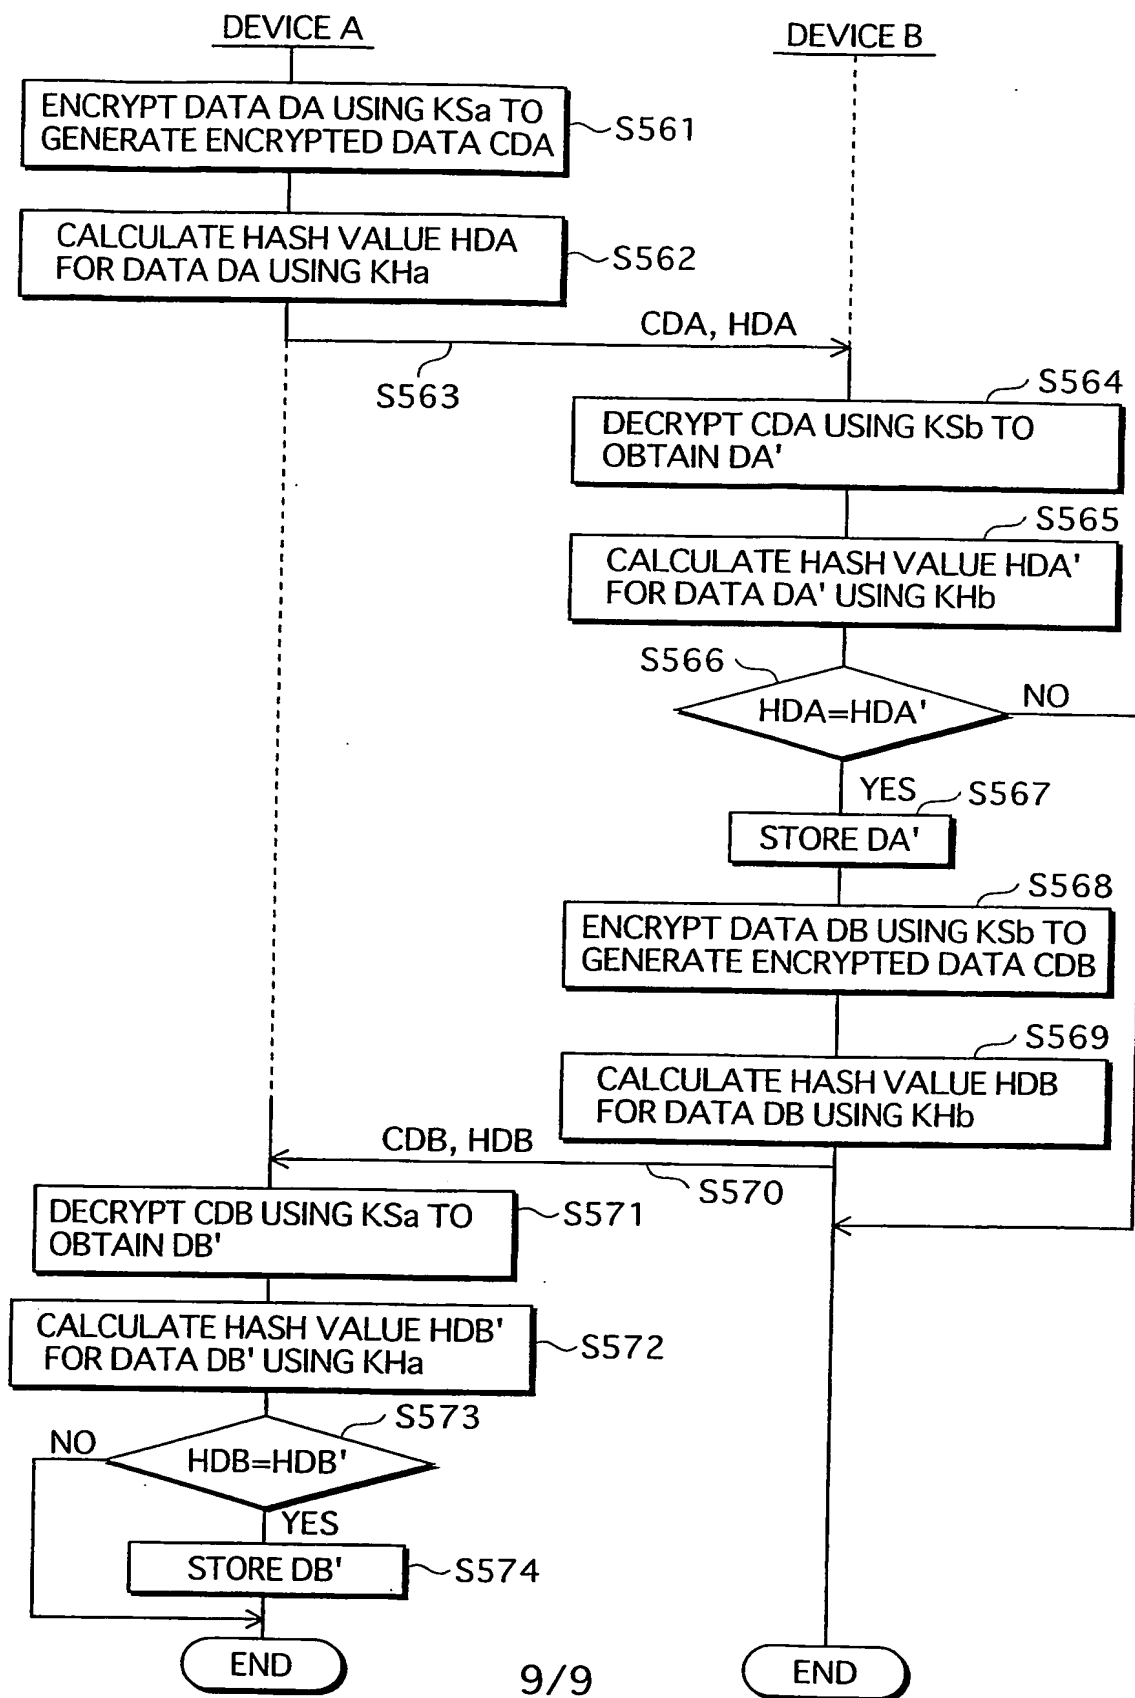 DEVICE A
DEVICE B
ENCRYPT DATA DA USING KSa TO
GENERATE ENCRYPTED DATA CDA
S561
CALCULATE HASH VALUE HDA
FOR DATA DA USING KHa
S562
CDA, HDA
S563
S564
DECRYPT CDA USING KSb TO
OBTAIN DA'
S565
CALCULATE HASH VALUE HDA'
FOR DATA DA' USING KHb
S566
HDA=HDA'
NO
YES
S567
STORE DA'
S568
ENCRYPT DATA DB USING KSb TO
GENERATE ENCRYPTED DATA CDB
S569
CALCULATE HASH VALUE HDB
FOR DATA DB USING KHb
CDB, HDB
S570
DECRYPT CDB USING KSa TO
OBTAIN DB'
S571
CALCULATE HASH VALUE HDB'
FOR DATA DB' USING KHa
S572
S573
NO
HDB=HDB'
YES
STORE DB'
S574
END
END
9/9